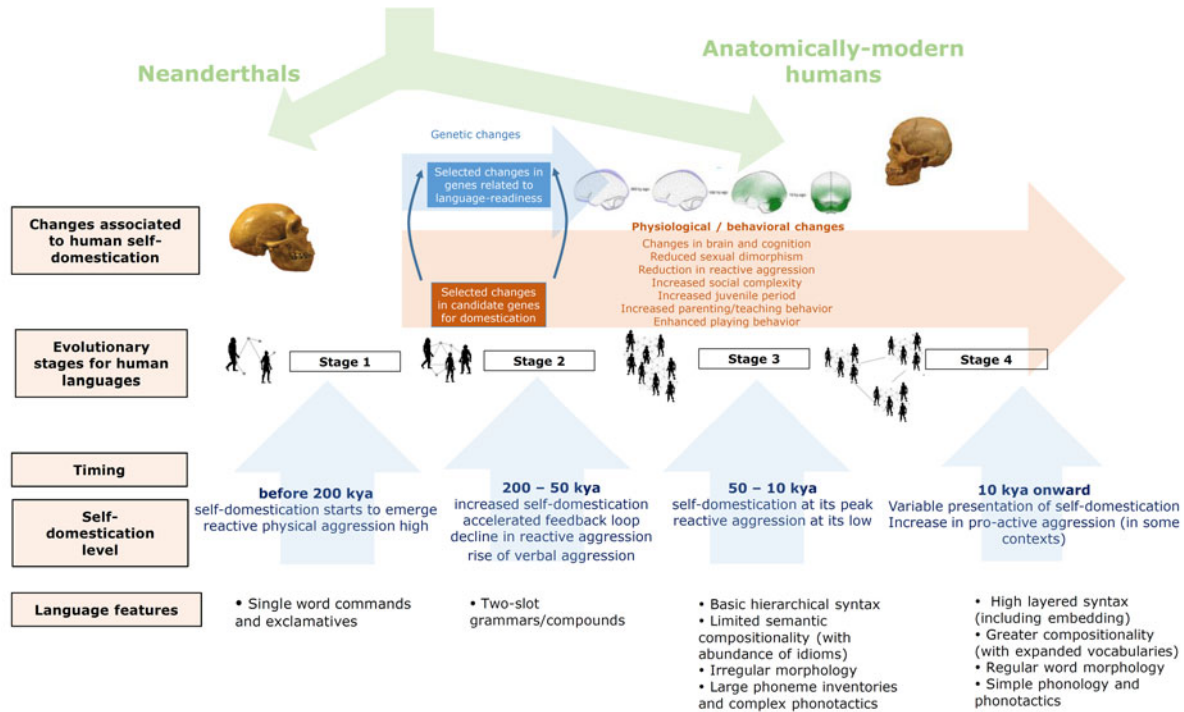 Neanderthals
Anatomically-modern
humans
Genetic changes
Selected changes in
genes related to
language-readiness
Changes associated
to human self-
domestication
Physiological / behavioral changes
Changes in brain and cognition
Reduced sexual dimorphism
Reduction in reactive aggression
Increased social complexity
Increased juvenile period
Increased parenting/teaching behavior
Enhanced playing behavior
Selected changes
in candidate genes
for domestication
Evolutionary
stages for human
languages
Stage 1
Stage 2
Stage 3
Stage 4
Timing
Self-
domestication
level
before 200 kya
self-domestication starts to emerge
reactive physical aggression high
200 – 50 kya
increased self-domestication
accelerated feedback loop
decline in reactive aggression
rise of verbal aggression
50 – 10 kya
self-domestication at its peak
reactive aggression at its low
10 kya onward
Variable presentation of self-domestication
Increase in pro-active aggression (in some
contexts)
Language features
• Single word commands
and exclamatives
• Two-slot
grammars/compounds
• Basic hierarchical syntax
• Limited semantic
compositionality (with
abundance of idioms)
• Irregular morphology
• Large phoneme inventories
and complex phonotactics
• High layered syntax
(including embedding)
• Greater compositionality
(with expanded vocabularies)
• Regular word morphology
• Simple phonology and
phonotactics